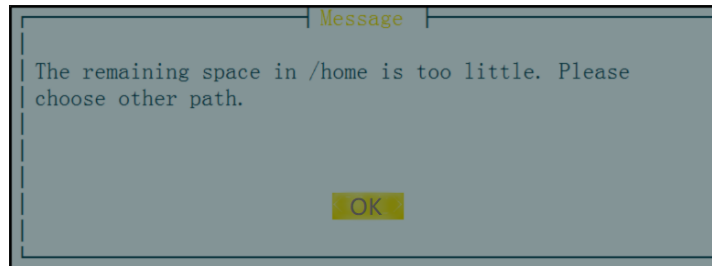 Message
The remaining space in /home is too little. Please
choose other path.
OK